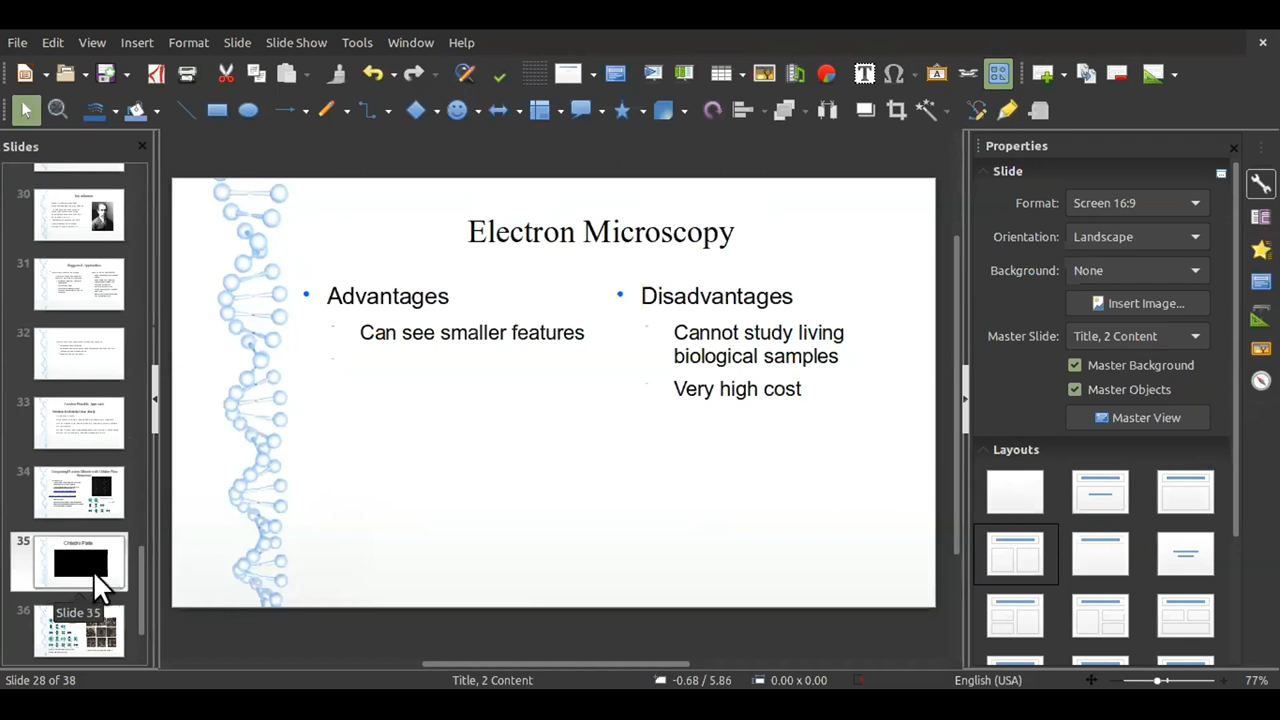 File Edit View Insert Format Slide Slide Show Tools Window Help
Slides
Properties
Slide
Format: Screen 16:9
Orientation: Landscape
Background: None
Insert Image...
Master Slide: Title, 2 Content
Master Background
Master Objects
Master View
Layouts
30
31
32
33
34
35
Chladni Plate
Slide 35
36
Electron Microscopy
Advantages
Can see smaller features
Disadvantages
Cannot study living
biological samples
Very high cost
Slide 28 of 38
Title, 2 Content
-0.68 / 5.86
0.00 x 0.00
English (USA)
77%